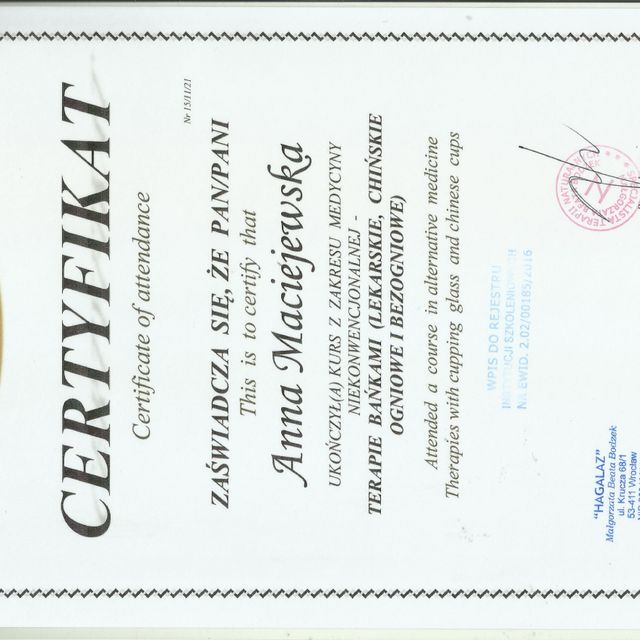 CERTYFIKAT
Certificate of attendance
Nr 15/11/21
ZAŚWIADCZA SIĘ, ŻE PAN/PANI
This is to certify that
Anna Maciejewska
UKOŃCZYŁ(A) KURS Z ZAKRESU MEDYCYNY
NIEKONWENCJONALNEJ -
TERAPIE BAŃKAMI (LEKARSKIE, CHIŃSKIE
OGNIOWE I BEZOGNIOWE)
Attended a course in alternative medicine
Therapies with cupping glass and chinese cups
WPIS DO REJESTRU
INSTYTUCJI SZKOLENIOWYCH
NR EWID. 2.02/00185/2016
"HAGALAZ"
Małgorzata Beata Bodzek
ul. Krucza 68/1
53-411 Wrocław